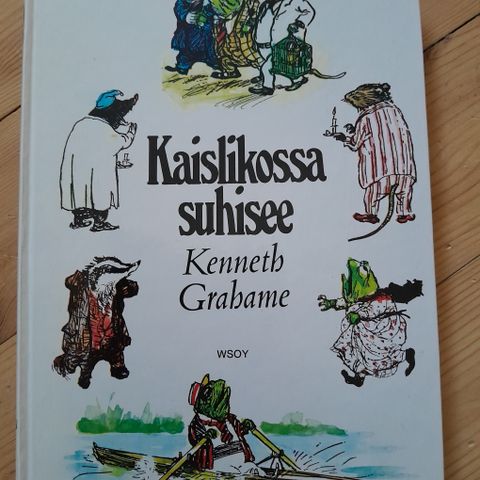 Kaislikossa
suhisee
Kenneth
Grahame
WSOY